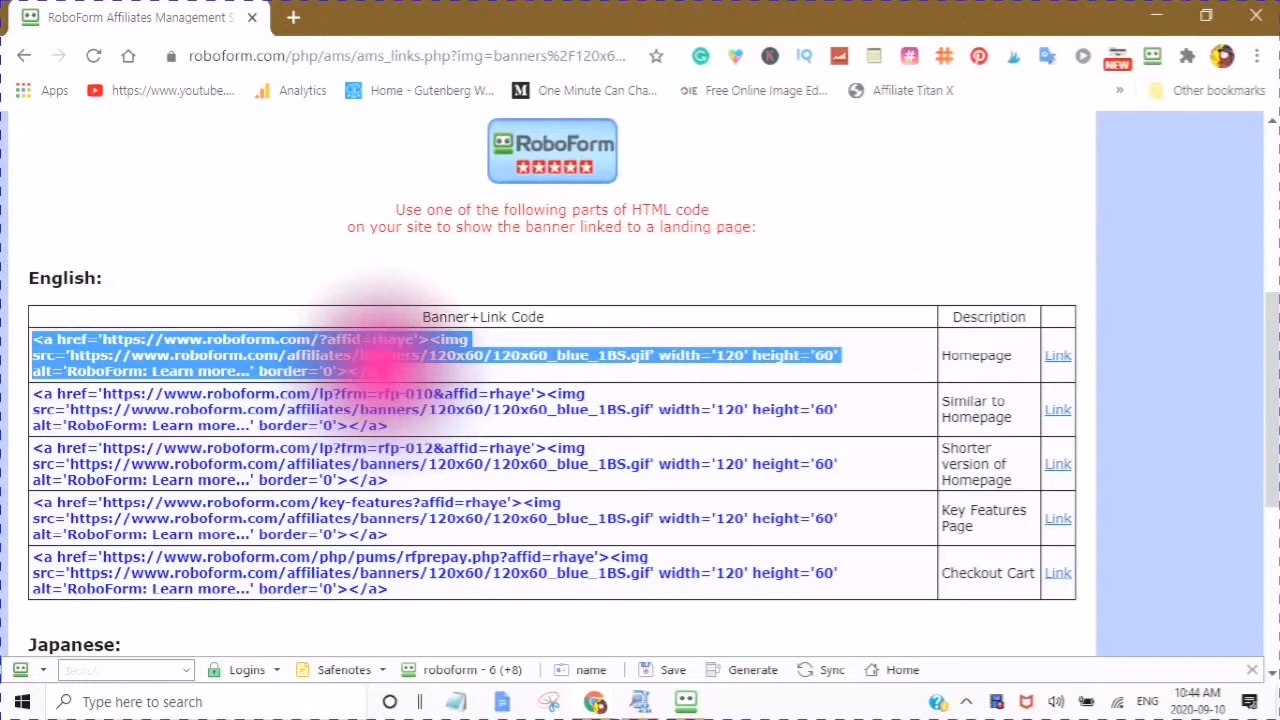 RoboForm Affiliates Management S
roboform.com/php/ams/ams_links.php?img=banners%2F120x6...
NEW
Apps
https://www.youtube....
Analytics
Home - Gutenberg W...
One Minute Can Cha...
Free Online Image Ed...
Affiliate Titan X
»
Other bookmarks
RoboForm
Use one of the following parts of HTML code
on your site to show the banner linked to a landing page:
English:
Banner+Link Code Description
<a href='https://www.roboform.com/?affid=rhaye'><img
src='https://www.roboform.com/affiliates/banners/120x60/120x60_blue_1BS.gif' width='120' height='60' Homepage Link
alt='RoboForm: Learn more...' border='0'></a>
<a href='https://www.roboform.com/lp?frm=rfp-010&affid=rhaye'><img
src='https://www.roboform.com/affiliates/banners/120x60/120x60_blue_1BS.gif' width='120' height='60'
alt='RoboForm: Learn more...' border='0'></a>
Similar to
Homepage
Link
<a href='https://www.roboform.com/lp?frm=rfp-012&affid=rhaye'><img
src='https://www.roboform.com/affiliates/banners/120x60/120x60_blue_1BS.gif' width='120' height='60'
alt='RoboForm: Learn more...' border='0'></a>
Shorter
version of
Homepage
Link
<a href='https://www.roboform.com/key-features?affid=rhaye'><img
src='https://www.roboform.com/affiliates/banners/120x60/120x60_blue_1BS.gif' width='120' height='60'
alt='RoboForm: Learn more...' border='0'></a>
Key Features
Page
Link
<a href='https://www.roboform.com/php/pums/rfprepay.php?affid=rhaye'><img
src='https://www.roboform.com/affiliates/banners/120x60/120x60_blue_1BS.gif' width='120' height='60'
alt='RoboForm: Learn more...' border='0'></a>
Checkout Cart
Link
Japanese:
Search
Logins
Safenotes
roboform - 6 (+8)
name
Save
Generate
Sync
Home
Type here to search
ENG
10:44 AM
2020-09-10